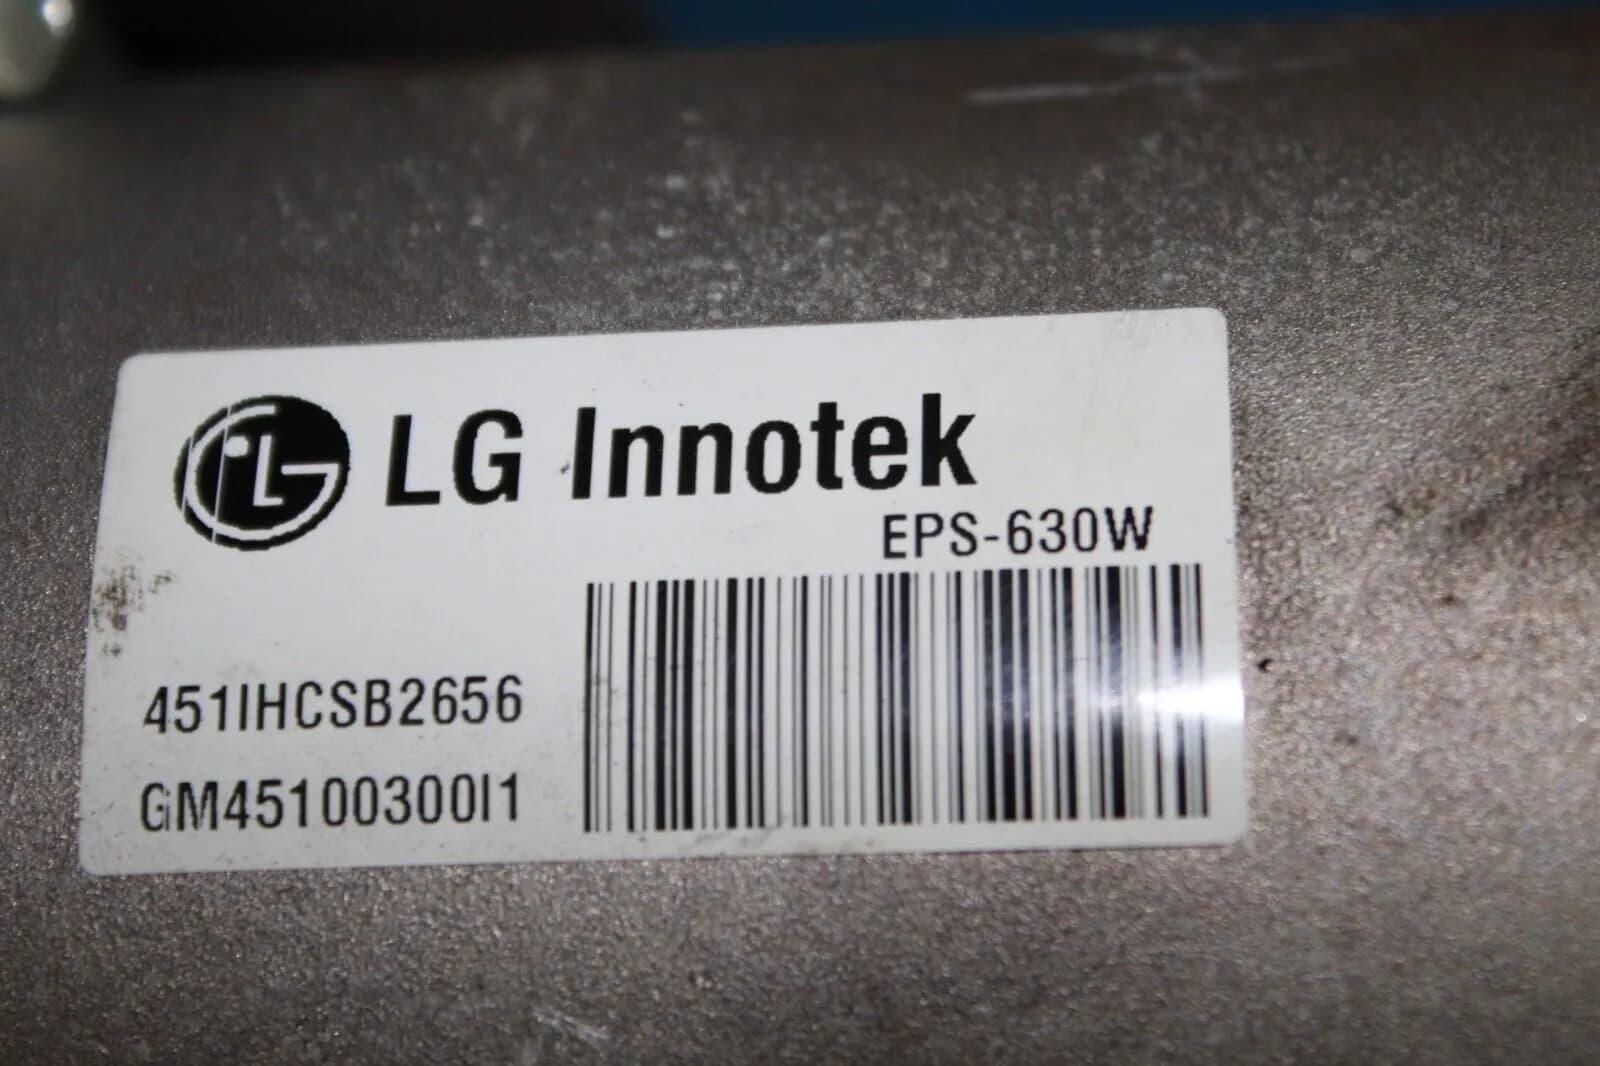 LG Innotek
EPS-630W
451IHCSB2656
GM45100300I1